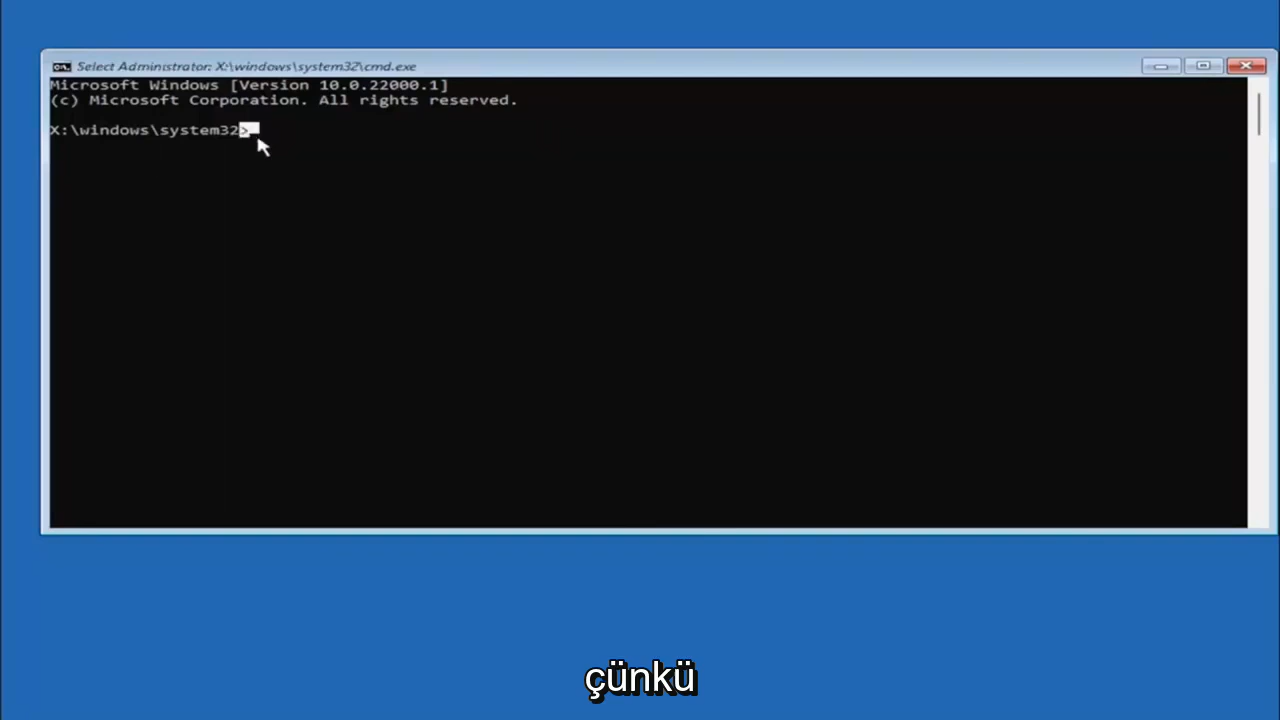 Select Administrator: X:\windows\system32\cmd.exe
Microsoft Windows [Version 10.0.22000.1]
(c) Microsoft Corporation. All rights reserved.
X:\windows\system32>
çünkü